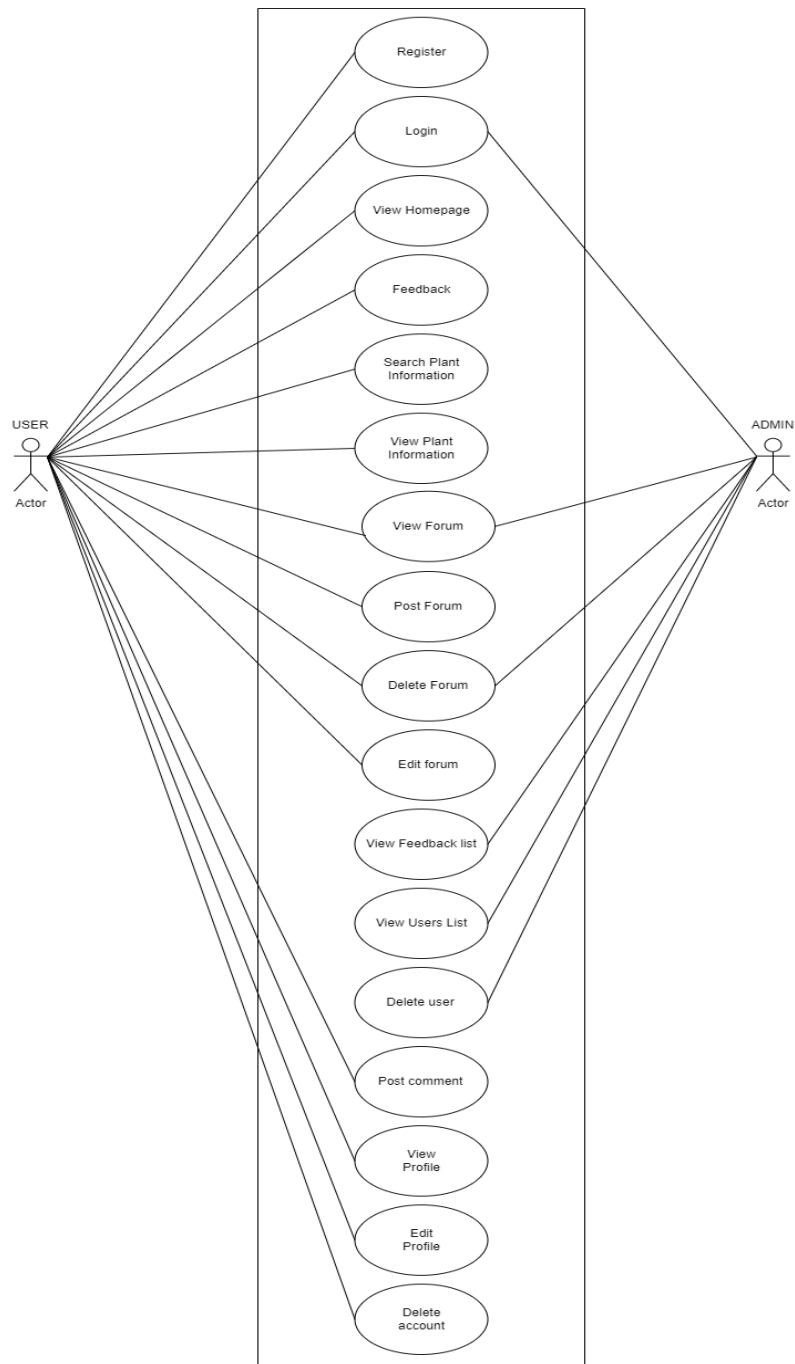 Register
Login
View Homepage
Feedback
Search Plant
Information
USER
ADMIN
View Plant
Information
Actor
Actor
View Forum
Post Forum
Delete Forum
Edit forum
View Feedback list
View Users List
Delete user
Post comment
View
Profile
Edit
Profile
Delete
account